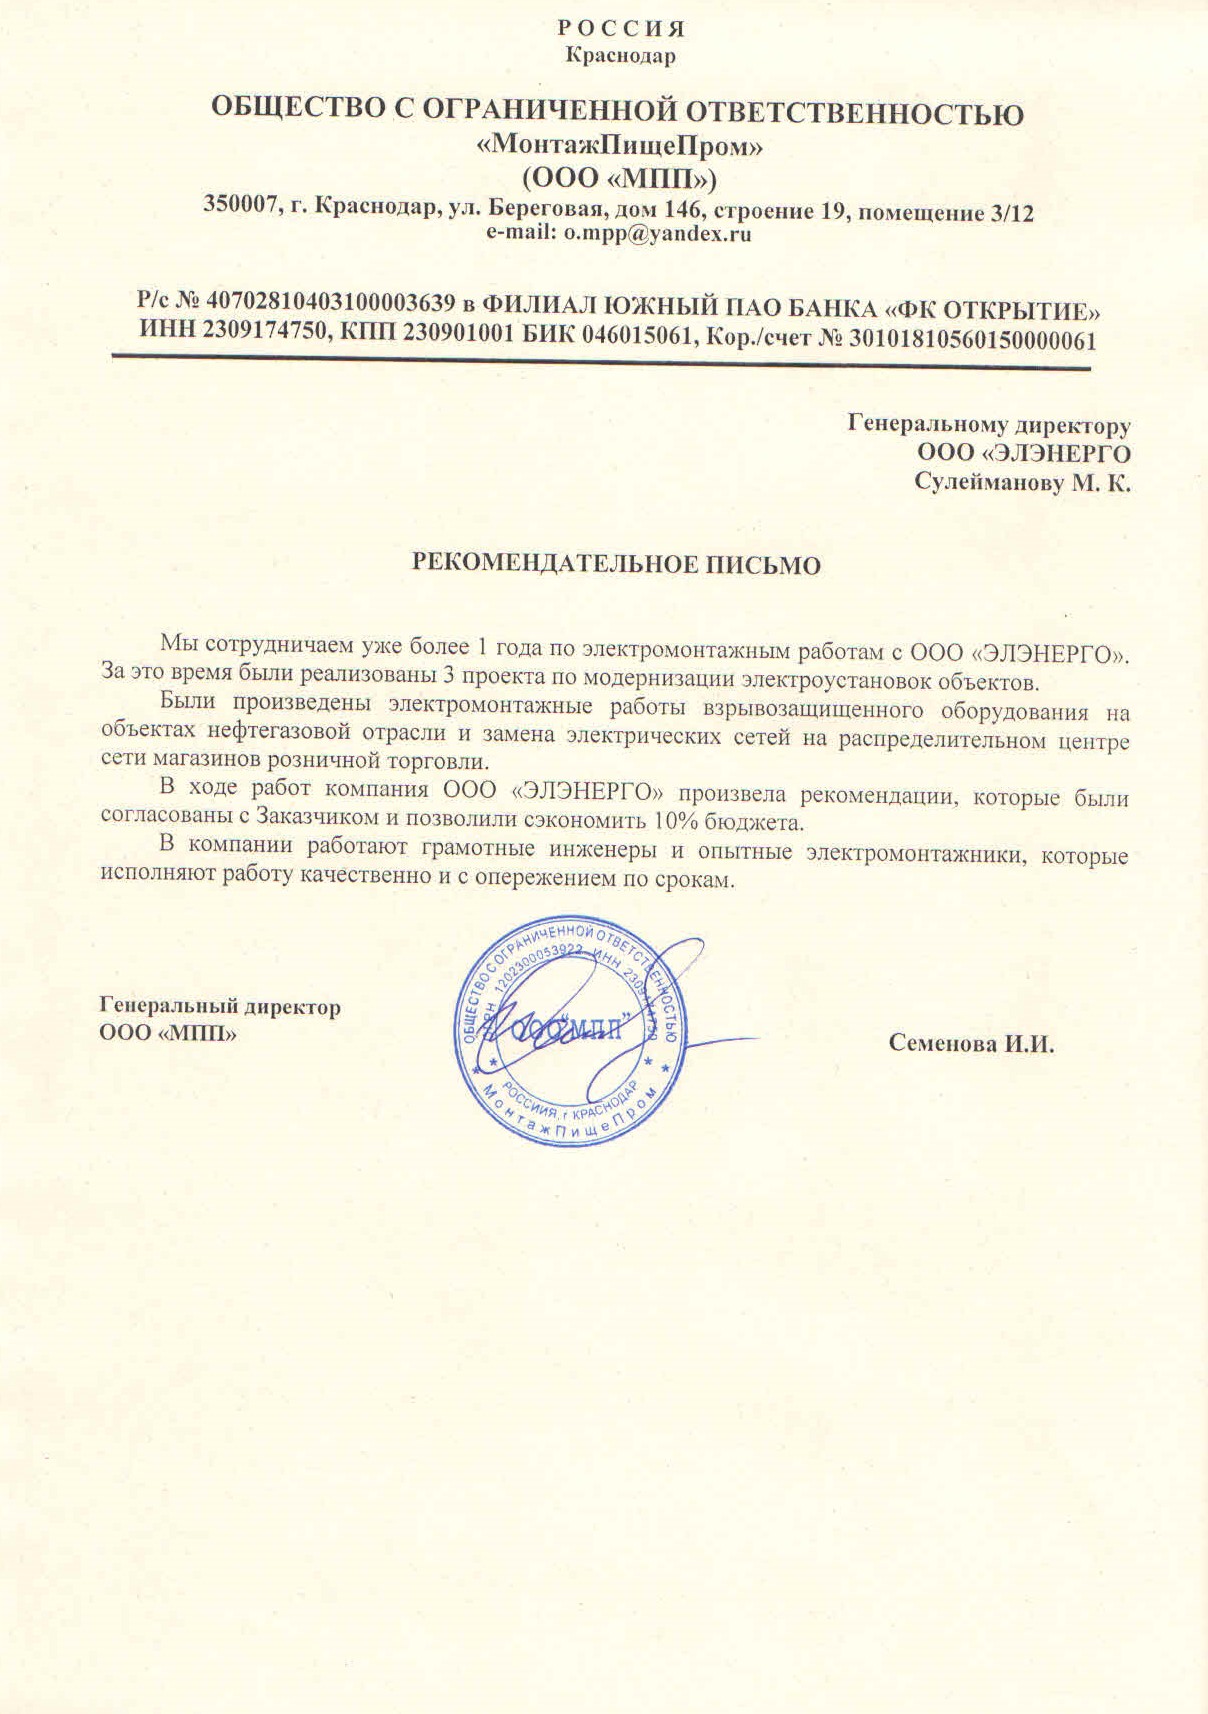 Р О С С И Я
Краснодар
ОБЩЕСТВО С ОГРАНИЧЕННОЙ ОТВЕТСТВЕННОСТЬЮ
«МонтажПищеПром»
(ООО «МПП»)
350007, г. Краснодар, ул. Береговая, дом 146, строение 19, помещение 3/12
e-mail: o.mpp@yandex.ru
Р/с № 40702810403100003639 в ФИЛИАЛ ЮЖНЫЙ ПАО БАНКА «ФК ОТКРЫТИЕ»
ИНН 2309174750, КПП 230901001 БИК 046015061, Кор./счет № 30101810560150000061
Генеральному директору
ООО «ЭЛЭНЕРГО
Сулейманову М. К.
РЕКОМЕНДАТЕЛЬНОЕ ПИСЬМО
Мы сотрудничаем уже более 1 года по электромонтажным работам с ООО «ЭЛЭНЕРГО».
За это время были реализованы 3 проекта по модернизации электроустановок объектов.
Были произведены электромонтажные работы взрывозащищенного оборудования на
объектах нефтегазовой отрасли и замена электрических сетей на распределительном центре
сети магазинов розничной торговли.
В ходе работ компания ООО «ЭЛЭНЕРГО» произвела рекомендации, которые были
согласованы с Заказчиком и позволили сэкономить 10% бюджета.
В компании работают грамотные инженеры и опытные электромонтажники, которые
исполняют работу качественно и с опережением по срокам.
Генеральный директор
ООО «МПП»
Семенова И.И.
ОБЩЕСТВО С ОГРАНИЧЕННОЙ ОТВЕТСТВЕННОСТЬЮ
1202300053922 ИНН
ООО "МПП"
РОССИИЯ, г КРАСНОДАР
МонтажПищеПром